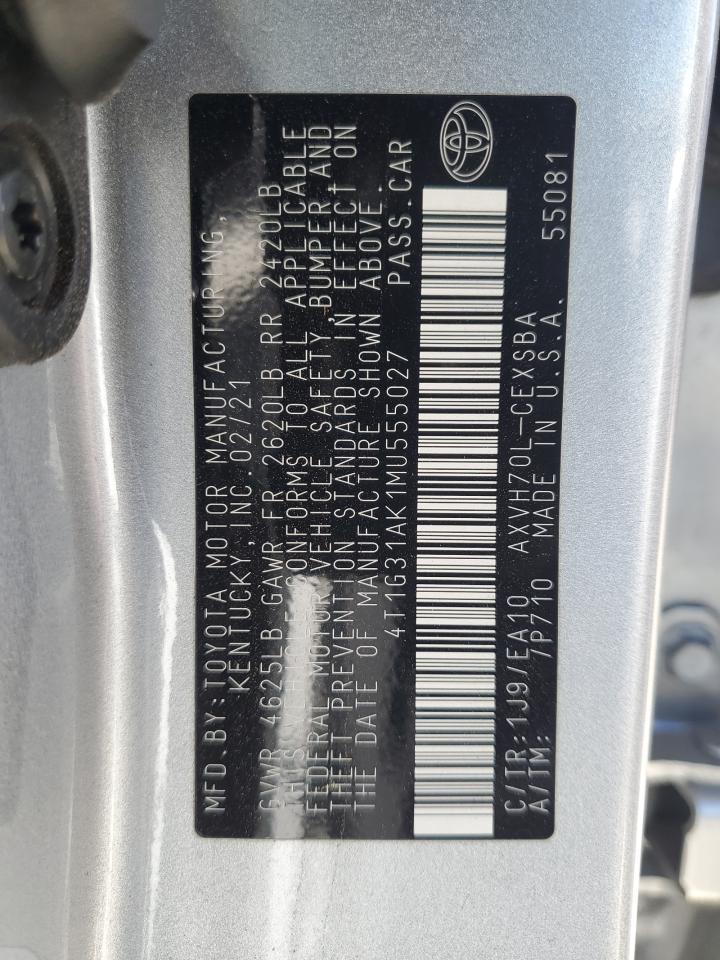 MFD.BY:TOYOTA MOTOR MANUFACTURING,
KENTUCKY,INC.02/21
GVWR 4625LB GAWR FR 2620LB RR 2420LB
THIS VEHICLE CONFORMS TO ALL APPLICABLE
FEDERAL MOTOR VEHICLE SAFETY,BUMPER,AND
THEFT PREVENTION STANDARDS IN EFFECT ON
THE DATE OF MANUFACTURE SHOWN ABOVE.
4T1G31AK1MU555027 PASS.CAR
C/TR:1J9/EA10 AXVH70L-CEXSBA
A/TM: /P710 MADE IN U.S.A. 55081